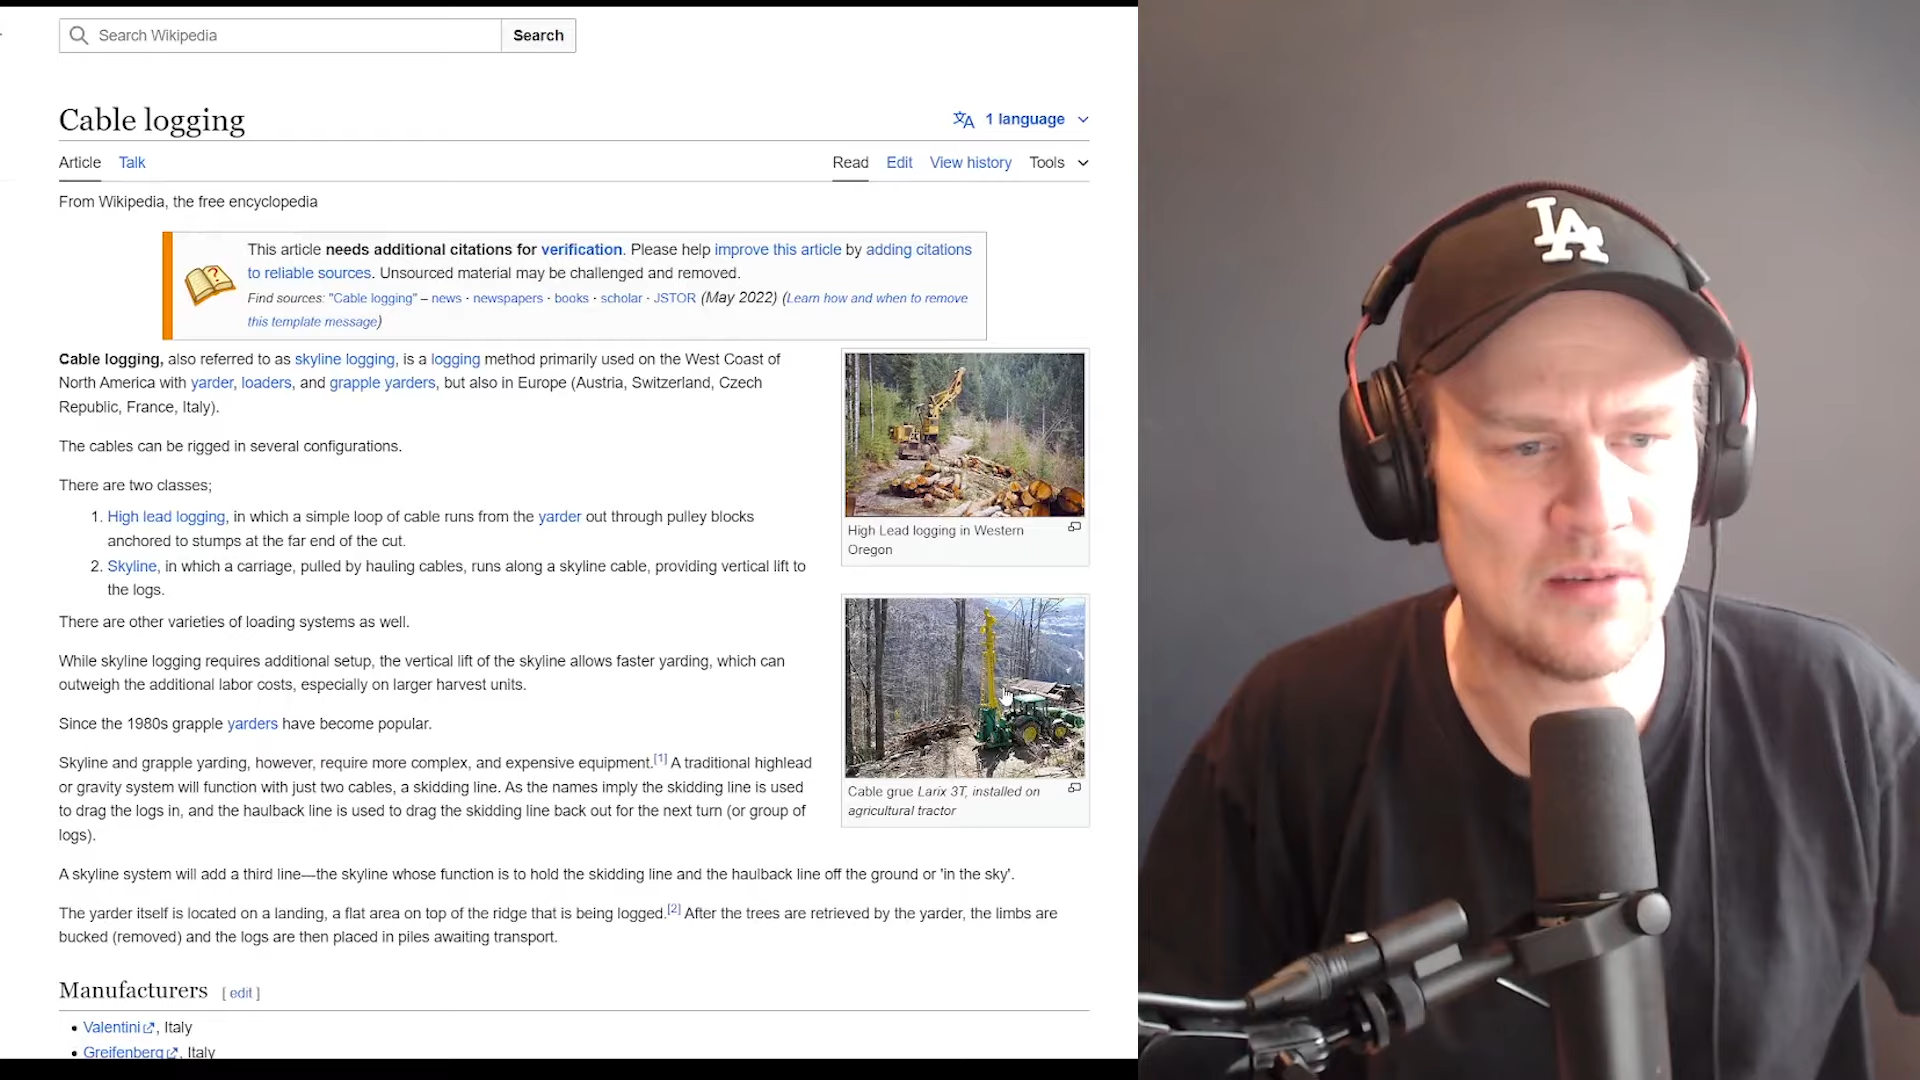 Search Wikipedia
Search
Cable logging
1 language
Article Talk
Read Edit View history Tools
From Wikipedia, the free encyclopedia
This article needs additional citations for verification. Please help improve this article by adding citations
to reliable sources. Unsourced material may be challenged and removed.
Find sources: "Cable logging" – news · newspapers · books · scholar · JSTOR (May 2022) (Learn how and when to remove
this template message)
Cable logging, also referred to as skyline logging, is a logging method primarily used on the West Coast of
North America with yarder, loaders, and grapple yarders, but also in Europe (Austria, Switzerland, Czech
Republic, France, Italy).
The cables can be rigged in several configurations.
There are two classes;
1. High lead logging, in which a simple loop of cable runs from the yarder out through pulley blocks
anchored to stumps at the far end of the cut.
2. Skyline, in which a carriage, pulled by hauling cables, runs along a skyline cable, providing vertical lift to
the logs.
There are other varieties of loading systems as well.
While skyline logging requires additional setup, the vertical lift of the skyline allows faster yarding, which can
outweigh the additional labor costs, especially on larger harvest units.
Since the 1980s grapple yarders have become popular.
Skyline and grapple yarding, however, require more complex, and expensive equipment.[1] A traditional highlead
or gravity system will function with just two cables, a skidding line. As the names imply the skidding line is used
to drag the logs in, and the haulback line is used to drag the skidding line back out for the next turn (or group of
logs).
High Lead logging in Western
Oregon
Cable grue Larix 3T, installed on
agricultural tractor
A skyline system will add a third line—the skyline whose function is to hold the skidding line and the haulback line off the ground or 'in the sky'.
The yarder itself is located on a landing, a flat area on top of the ridge that is being logged.[2] After the trees are retrieved by the yarder, the limbs are
bucked (removed) and the logs are then placed in piles awaiting transport.
Manufacturers [ edit ]
• Valentini, Italy
• Greifenberg, Italy
LA